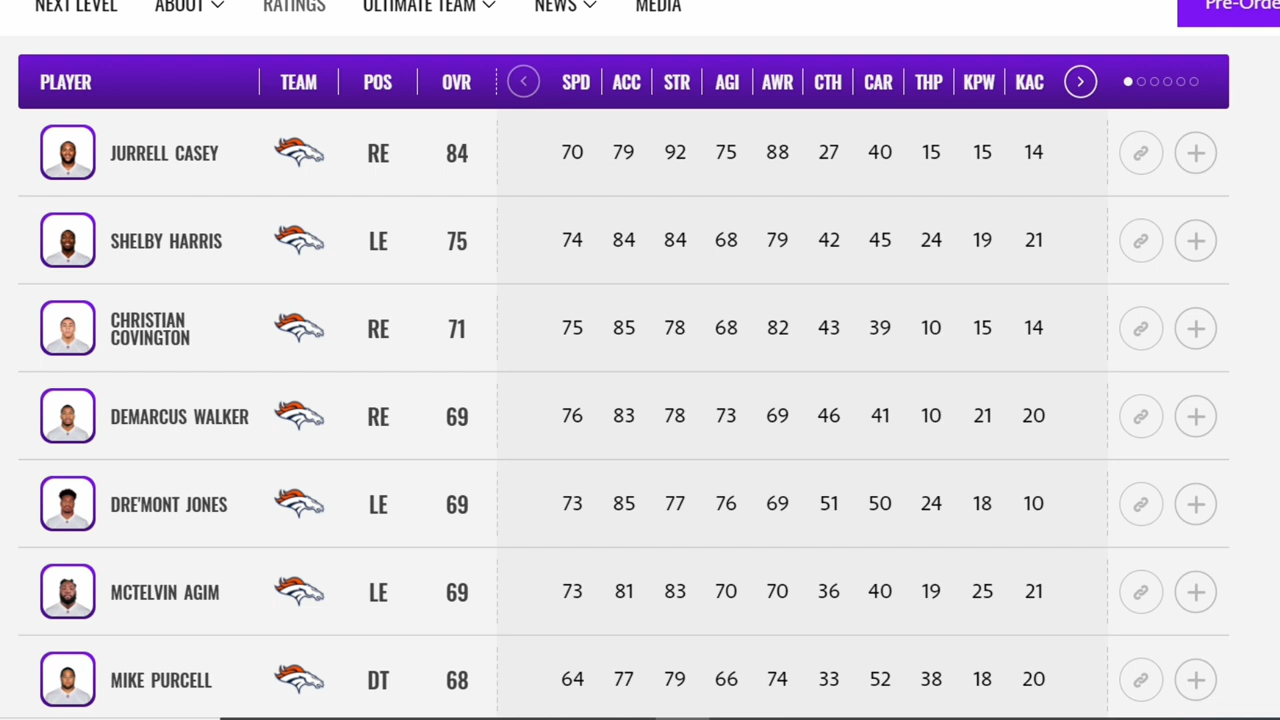 NEXT LEVEL ABOUT RATINGS ULTIMATE TEAM NEWS MEDIA Pre-Orde
PLAYER TEAM POS OVR SPD ACC STR AGI AWR CTH CAR THP KPW KAC
JURRELL CASEY RE 84 70 79 92 75 88 27 40 15 15 14
SHELBY HARRIS LE 75 74 84 84 68 79 42 45 24 19 21
CHRISTIAN
COVINGTON RE 71 75 85 78 68 82 43 39 10 15 14
DEMARCUS WALKER RE 69 76 83 78 73 69 46 41 10 21 20
DRE'MONT JONES LE 69 73 85 77 76 69 51 50 24 18 10
MCTELVIN AGIM LE 69 73 81 83 70 70 36 40 19 25 21
MIKE PURCELL DT 68 64 77 79 66 74 33 52 38 18 20